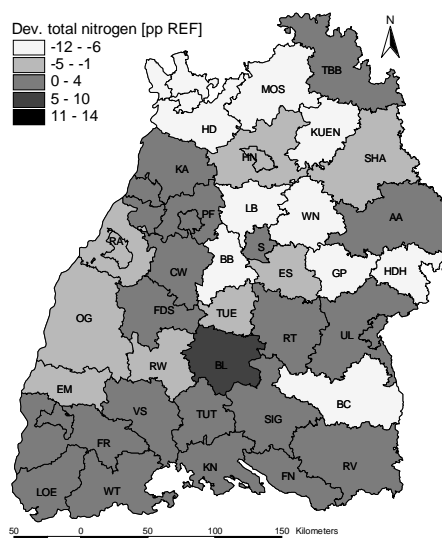 Dev. total nitrogen [pp REF]
-12 - -6
-5 - -1
0 - 4
5 - 10
11 - 14
N
TBB
MOS
HD
KUEN
HN
SHA
KA
PF
LB
WN
AA
RA
S
CW
BB
ES
GP
HDH
OG
FDS
TUE
RT
UL
RW
BL
EM
BC
VS
TUT
SIG
FR
KN
FN
RV
LOE
WT
50 0 50 100 150 Kilometers